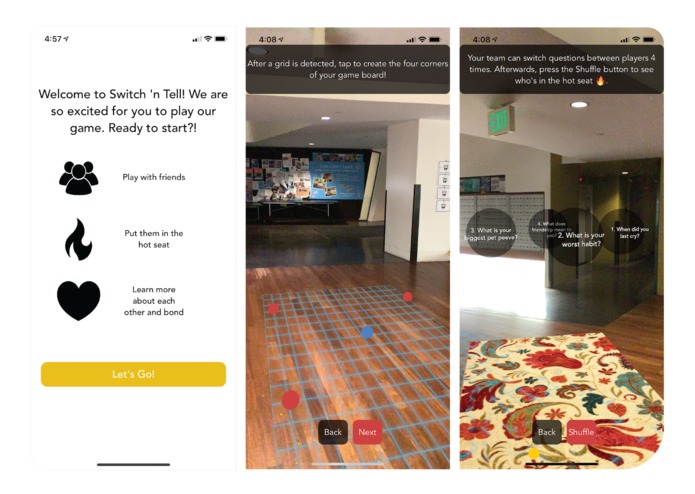 4:57
Welcome to Switch 'n Tell! We are
so excited for you to play our
game. Ready to start?!
Play with friends
Put them in the
hot seat
Learn more
about each
other and bond
Let's Go!
4:08
After a grid is detected, tap to create the four corners
of your game board!
Back
Next
4:08
Your team can switch questions between players 4
times. Afterwards, press the Shuffle button to see
who's in the hot seat 🔥.
3. What is your
biggest pet peeve?
4. What does
friendship mean to
you?
2. What is your
worst habit?
1. When did you
last cry?
Back
Shuffle